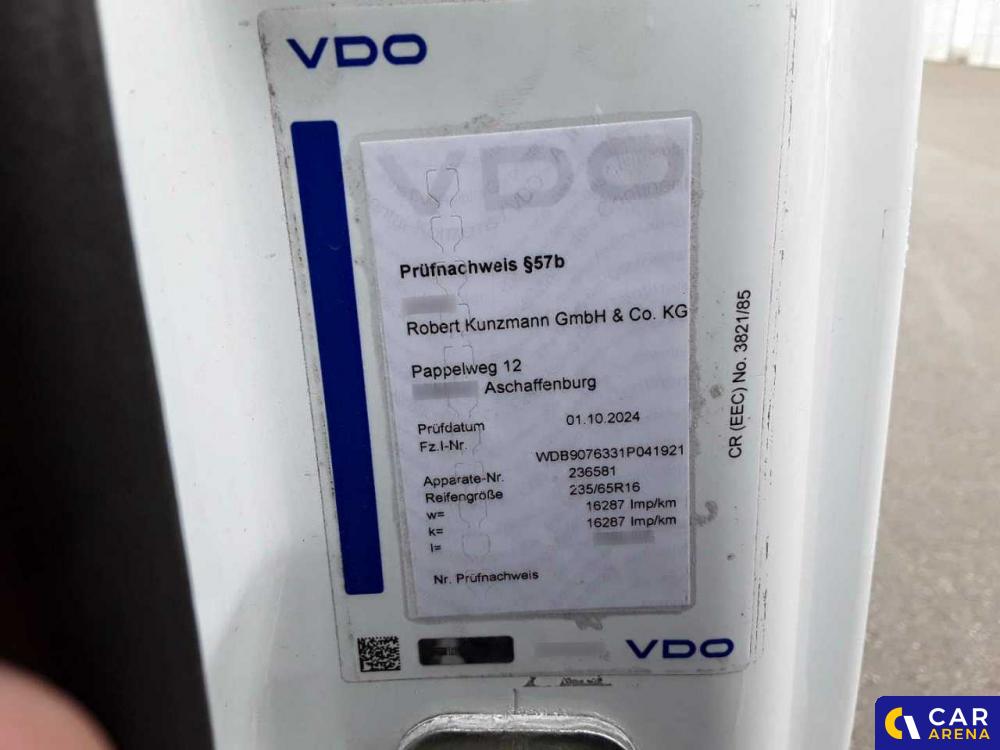 VDO
VDO
Prüfnachweis §57b
Robert Kunzmann GmbH & Co. KG
Pappelweg 12
Aschaffenburg
Prüfdatum 01.10.2024
Fz.I-Nr. WDB9076331P041921
Apparate-Nr. 236581
Reifengröße 235/65R16
w= 16287 Imp/km
k= 16287 Imp/km
l=
Nr. Prüfnachweis
CR (EEC) No. 3821/85
VDO
CAR
ARENA